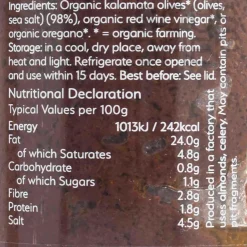 Ingredients: Organic kalamata olives* (olives,
sea salt) (98%), organic red wine vinegar*,
organic oregano*. * = organic farming.
Storage: in a cool, dry place, away from
heat and light. Refrigerate once opened
and use within 15 days. Best before: See lid.
Nutritional Declaration
Typical Values per 100g
Energy 1013kJ / 242kcal
Fat 24.0g
of which Saturates 4.8g
Carbohydrate 0.8g
of which Sugars 1.1g
Fibre 2.8g
Protein 1.8g
Salt 4.5g
Produced in a factory that
uses almonds, celery. May contain pits or
pit fragments.